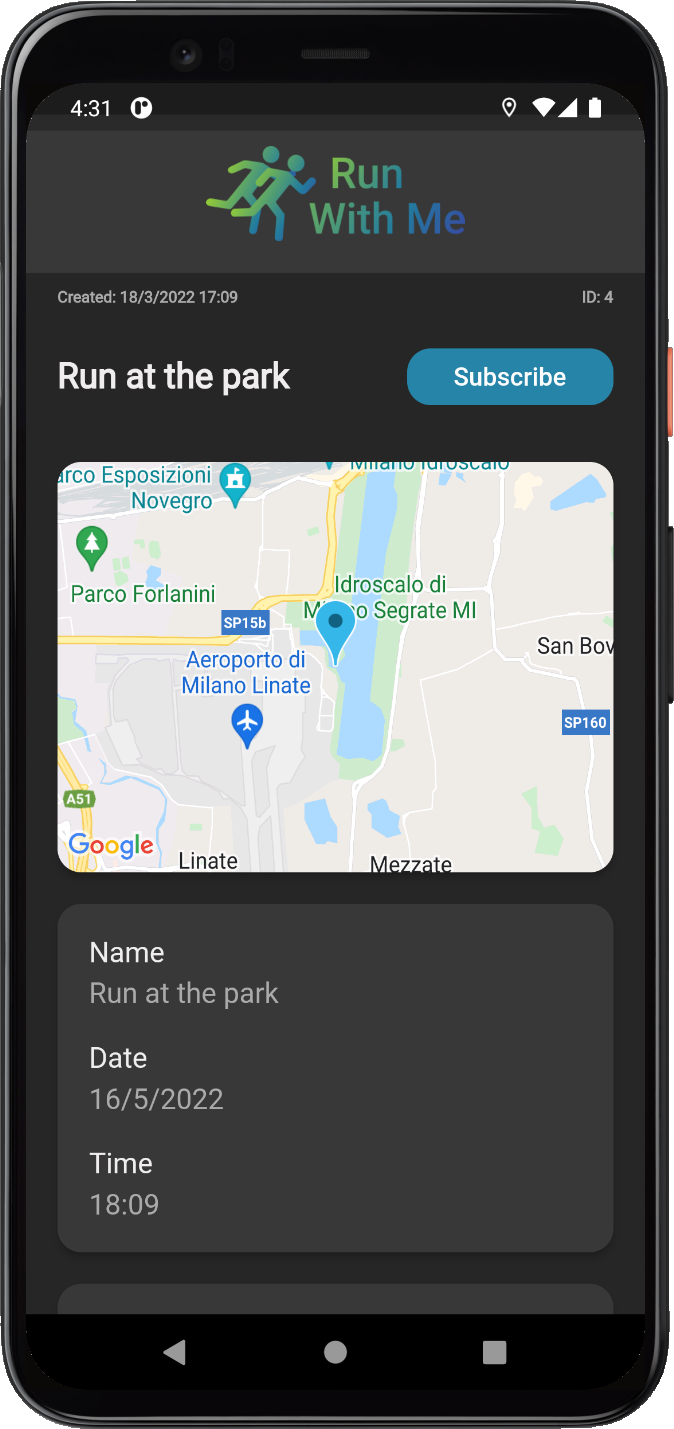 4:31
Run
With Me
Created: 18/3/2022 17:09
ID: 4
Run at the park
Subscribe
arco Esposizioni
Novegro
Milano Idroscalo
Parco Forlanini
Idroscalo di
M no Segrate MI
SP15b
San Bov
Aeroporto di
Milano Linate
SP160
A51
Google
Linate
Mezzate
Name
Run at the park
Date
16/5/2022
Time
18:09